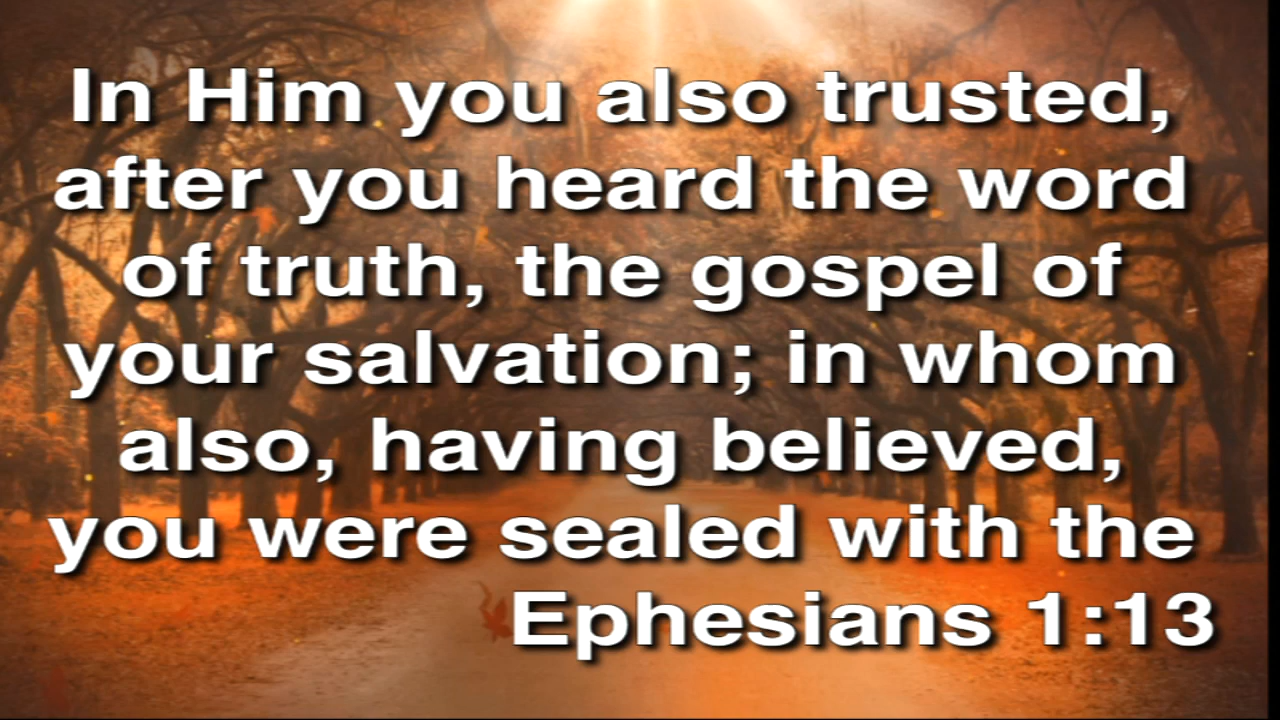 In Him you also trusted,
after you heard the word
of truth, the gospel of
your salvation; in whom
also, having believed,
you were sealed with the
Ephesians 1:13